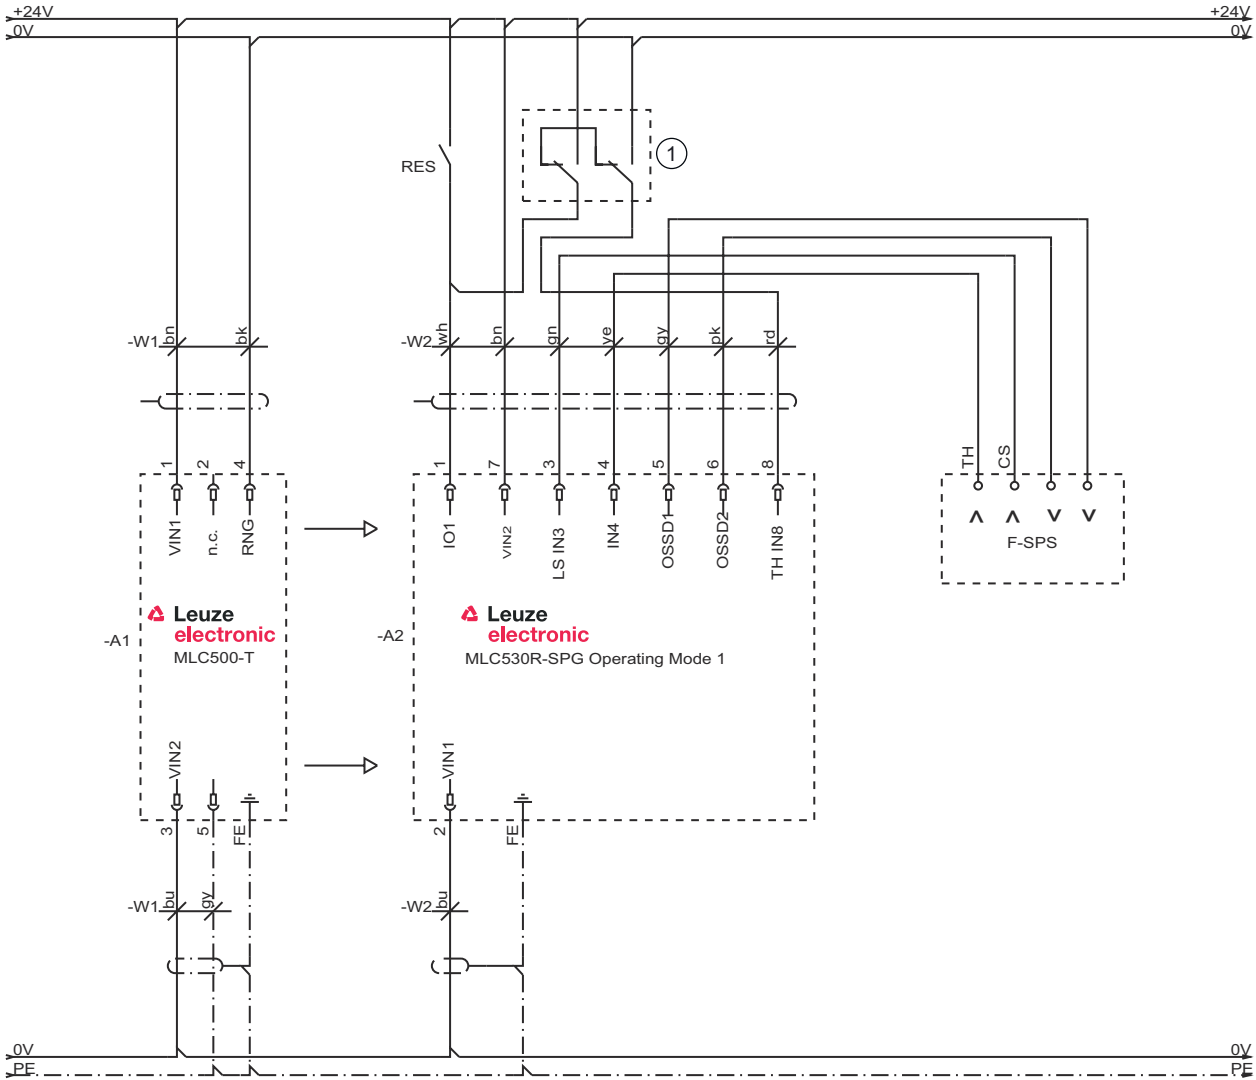 +24V +24V
0V 0V
RES
1
-W1 bn bk
-W2 wh bn gn ye gy pk rd
1 2 4
1 7 3 4 5 6 8
TH CS
VIN1 n.c. RNG
IO1 VIN2 LS IN3 IN4 OSSD1 OSSD2 TH IN8
∧ ∧ V V
F-SPS
Leuze
electronic
MLC500-T
-A1
Leuze
electronic
MLC530R-SPG Operating Mode 1
-A2
VIN2
VIN1
3 5 FE
2 FE
-W1 bu gy
-W2 bu
0V 0V
PE PE